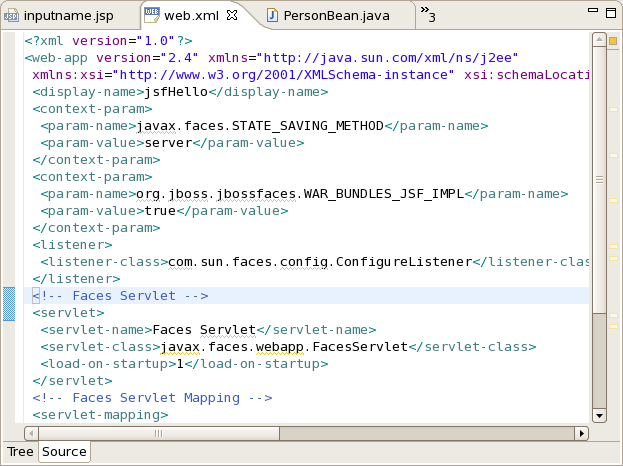 inputname.jsp web.xml PersonBean.java »3
<?xml version="1.0"?>
<web-app version="2.4" xmlns="http://java.sun.com/xml/ns/j2ee"
xmlns:xsi="http://www.w3.org/2001/XMLSchema-instance" xsi:schemaLocati
<display-name>jsfHello</display-name>
<context-param>
<param-name>javax.faces.STATE_SAVING_METHOD</param-name>
<param-value>server</param-value>
</context-param>
<context-param>
<param-name>org.jboss.jbossfaces.WAR_BUNDLES_JSF_IMPL</param-name>
<param-value>true</param-value>
</context-param>
<listener>
<listener-class>com.sun.faces.config.ConfigureListener</listener-clas
</listener>
<!-- Faces Servlet -->
<servlet>
<servlet-name>Faces Servlet</servlet-name>
<servlet-class>javax.faces.webapp.FacesServlet</servlet-class>
<load-on-startup>1</load-on-startup>
</servlet>
<!-- Faces Servlet Mapping -->
<servlet-mapping>
Tree Source